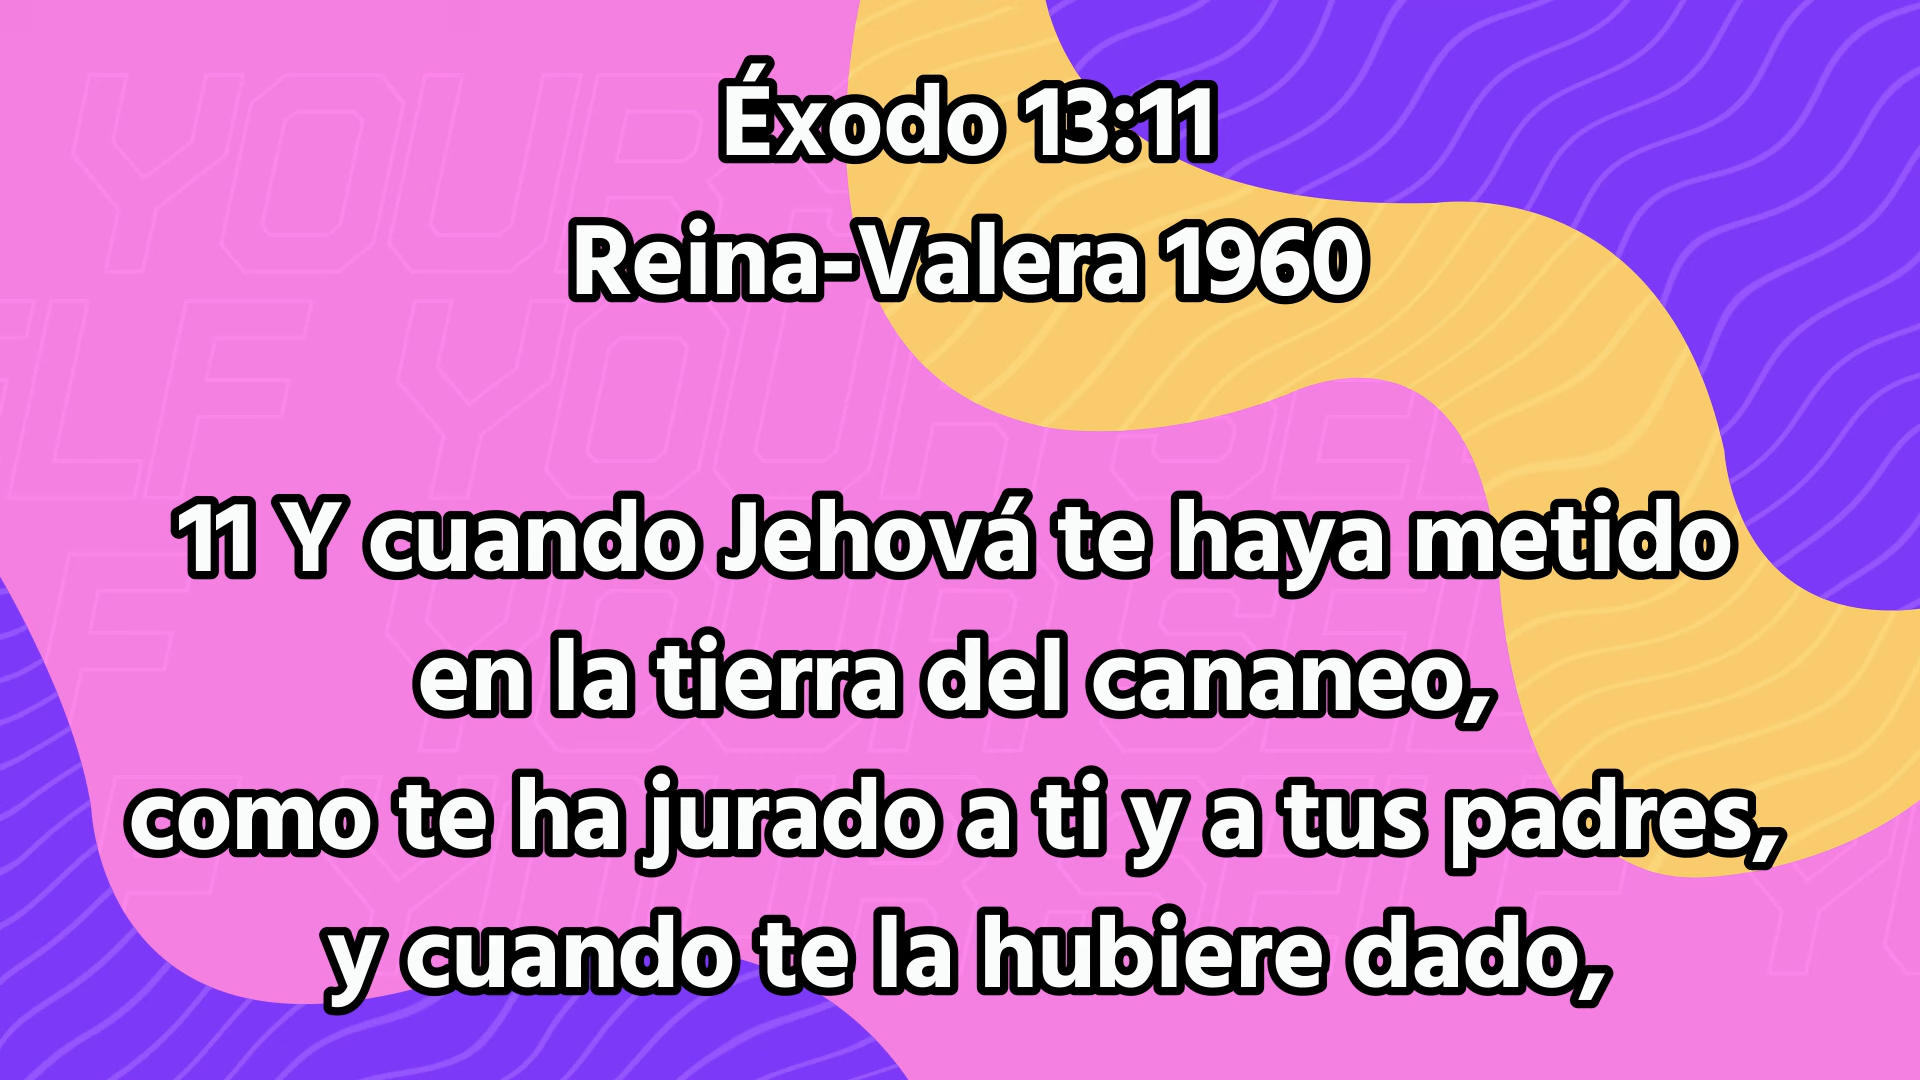 Éxodo 13:11
Reina-Valera 1960
11 Y cuando Jehová te haya metido
en la tierra del cananeo,
como te ha jurado a ti y a tus padres,
y cuando te la hubiere dado,